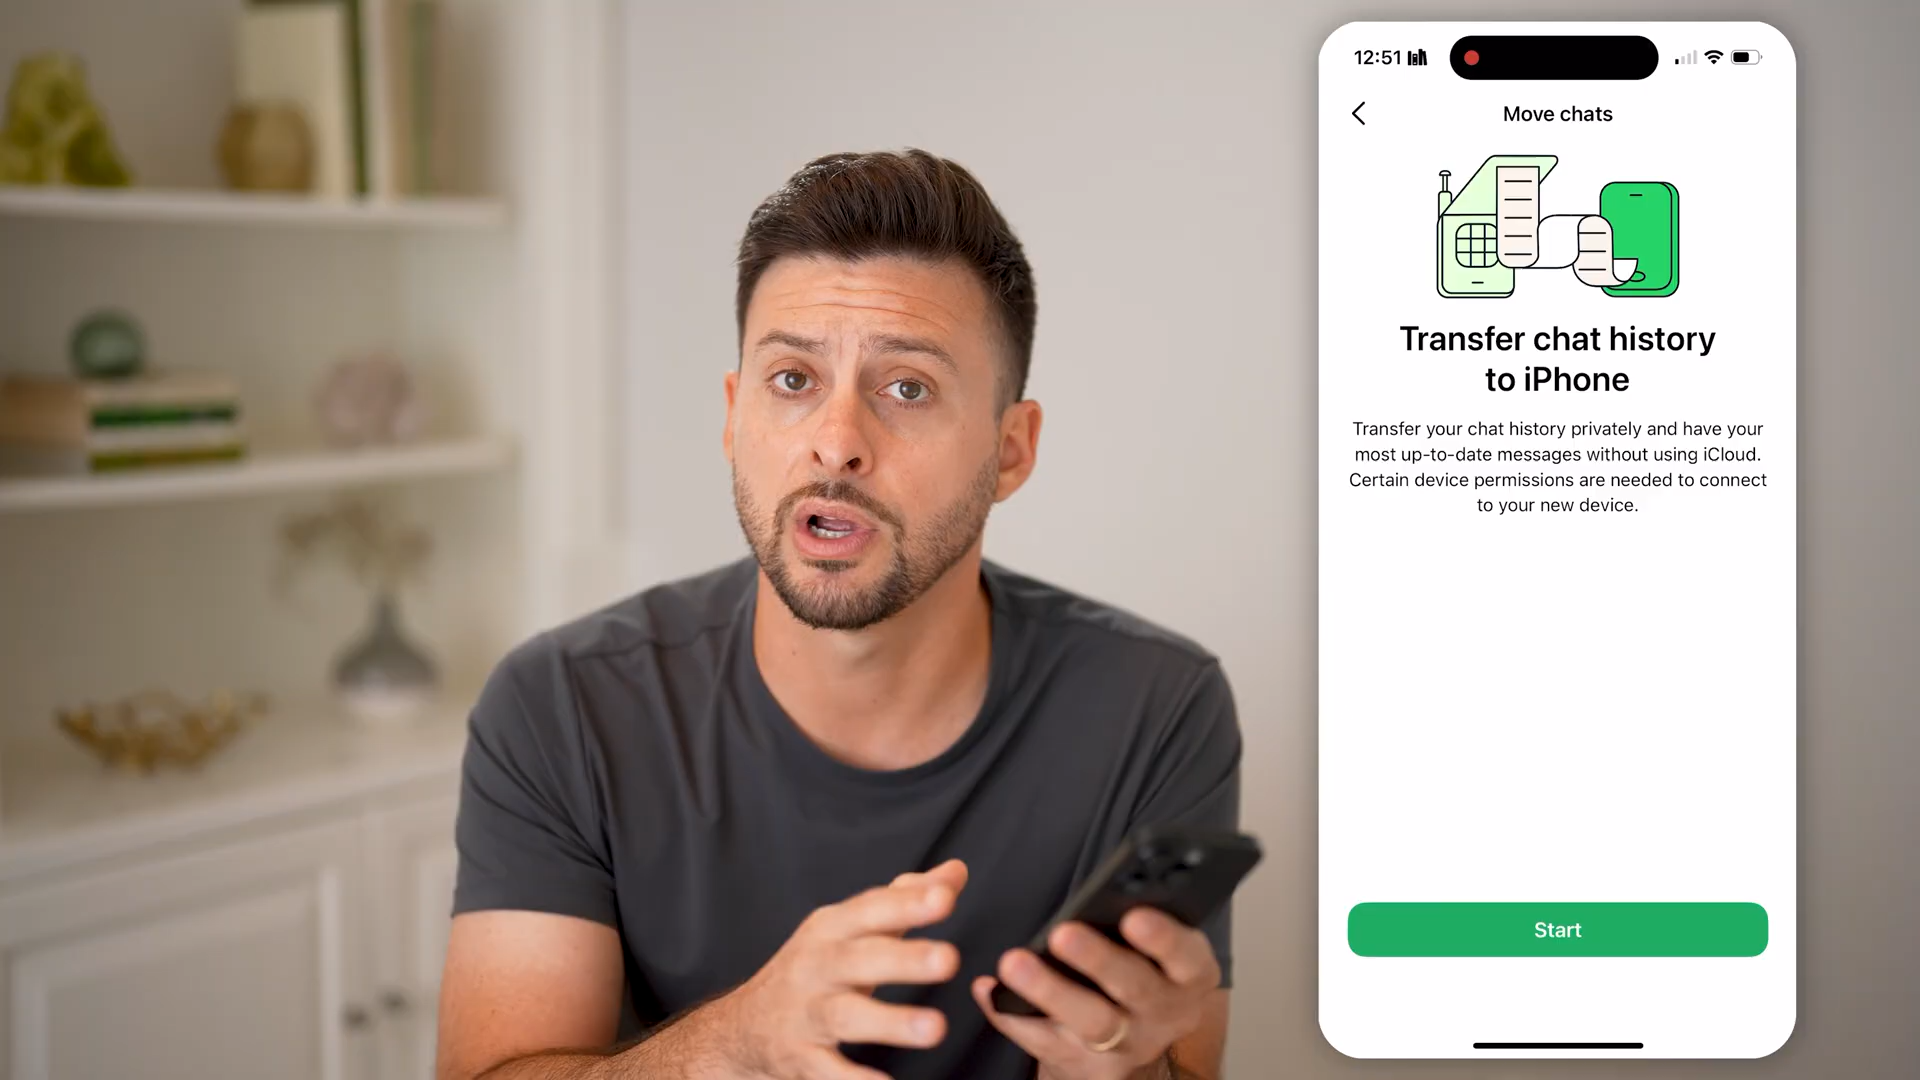 12:51
Move chats
Transfer chat history
to iPhone
Transfer your chat history privately and have your
most up-to-date messages without using iCloud.
Certain device permissions are needed to connect
to your new device.
Start